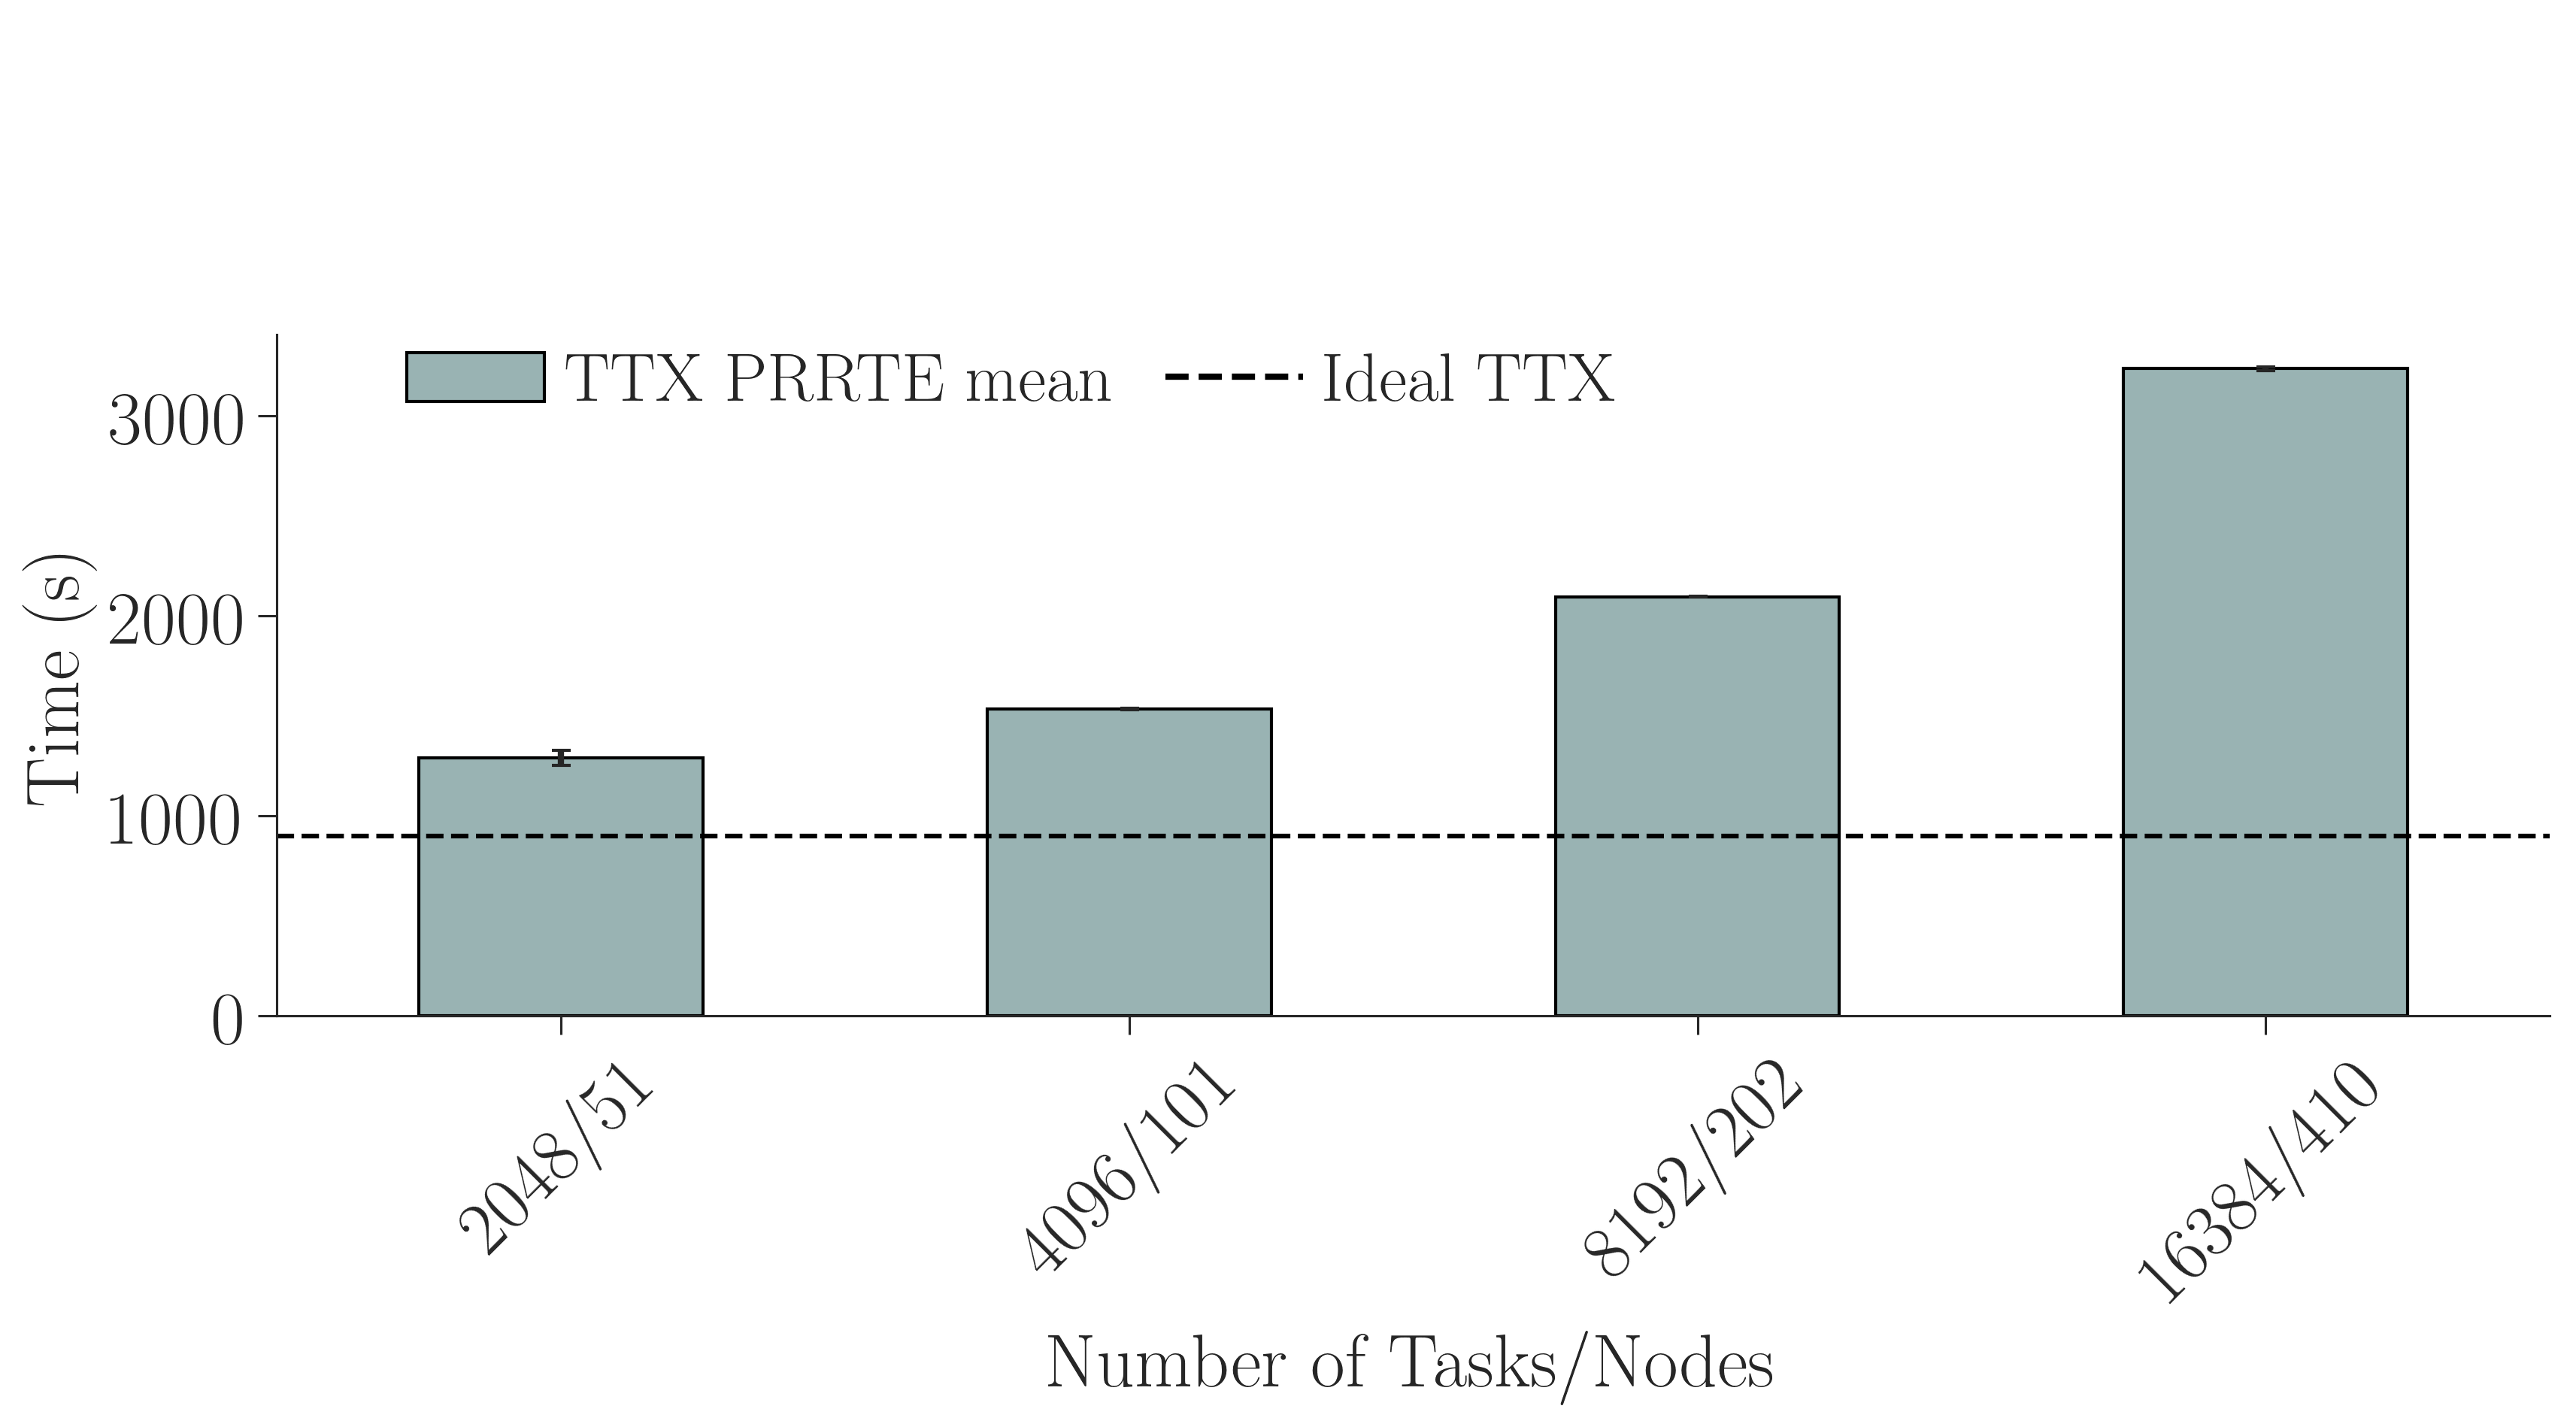 TTX PRRTE mean
Ideal TTX
Time (s)
3000
2000
1000
0
2048/51
4096/101
8192/202
16384/410
Number of Tasks/Nodes